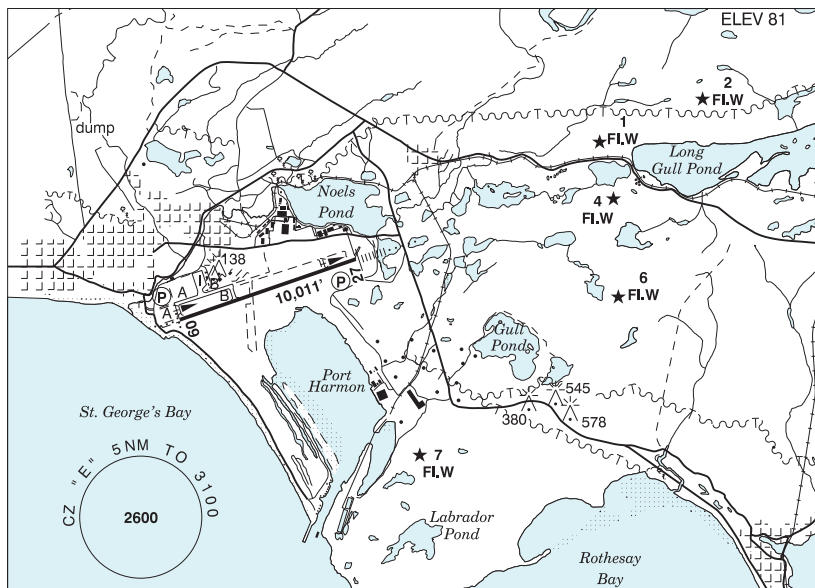 ELEV 81
2
Fl.W
dump
1
Fl.W
Long
Gull Pond
Noels
Pond
4
Fl.W
138
P
A
I
B
A
B
10,011'
P
27
09
6
Fl.W
Gull
Ponds
Port
Harmon
545
380
578
St. George's Bay
7
Fl.W
CZ "E" 5NM TO 3100
2600
Labrador
Pond
Rothesay
Bay